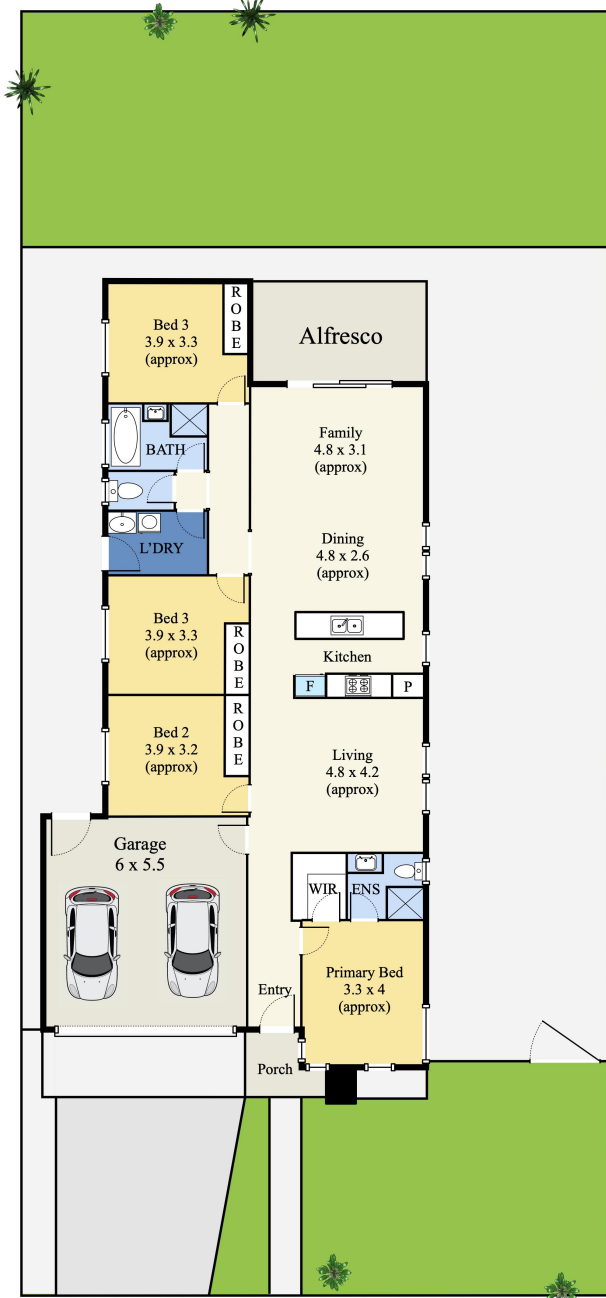 Bed 3
3.9 x 3.3
(approx)
R
O
B
E
Alfresco
BATH
Family
4.8 x 3.1
(approx)
L'DRY
Dining
4.8 x 2.6
(approx)
Bed 3
3.9 x 3.3
(approx)
R
O
B
E
Kitchen
F
P
Bed 2
3.9 x 3.2
(approx)
R
O
B
E
Living
4.8 x 4.2
(approx)
Garage
6 x 5.5
WIR
ENS
Primary Bed
3.3 x 4
(approx)
Entry
Porch